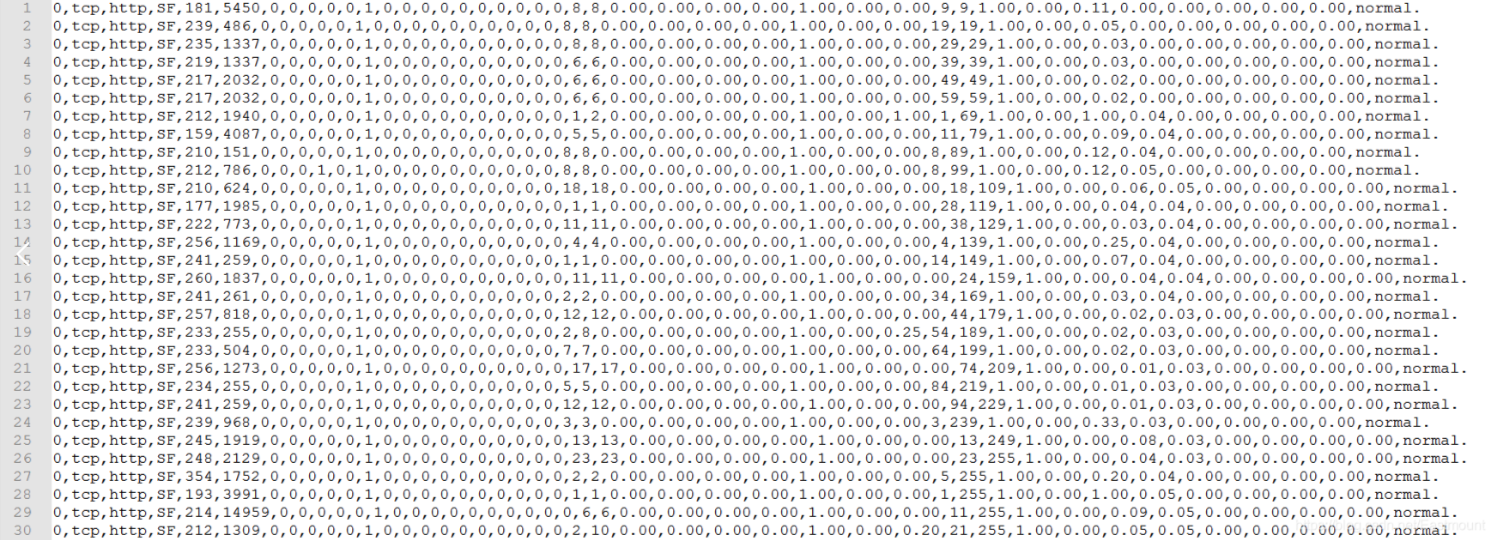 1 0,tcp,http,SF,181,5450,0,0,0,0,0,1,0,0,0,0,0,0,0,0,0,0,8,8,0.00,0.00,0.00,0.00,1.00,0.00,0.00,9,9,1.00,0.00,0.11,0.00,0.00,0.00,0.00,0.00,normal.
2 0,tcp,http,SF,239,486,0,0,0,0,0,1,0,0,0,0,0,0,0,0,0,0,8,8,0.00,0.00,0.00,0.00,1.00,0.00,0.00,19,19,1.00,0.00,0.05,0.00,0.00,0.00,0.00,0.00,normal.
3 0,tcp,http,SF,235,1337,0,0,0,0,0,1,0,0,0,0,0,0,0,0,0,0,8,8,0.00,0.00,0.00,0.00,1.00,0.00,0.00,29,29,1.00,0.00,0.03,0.00,0.00,0.00,0.00,0.00,normal.
4 0,tcp,http,SF,219,1337,0,0,0,0,0,1,0,0,0,0,0,0,0,0,0,0,6,6,0.00,0.00,0.00,0.00,1.00,0.00,0.00,39,39,1.00,0.00,0.03,0.00,0.00,0.00,0.00,0.00,normal.
5 0,tcp,http,SF,217,2032,0,0,0,0,0,1,0,0,0,0,0,0,0,0,0,0,6,6,0.00,0.00,0.00,0.00,1.00,0.00,0.00,49,49,1.00,0.00,0.02,0.00,0.00,0.00,0.00,0.00,normal.
6 0,tcp,http,SF,217,2032,0,0,0,0,0,1,0,0,0,0,0,0,0,0,0,0,6,6,0.00,0.00,0.00,0.00,1.00,0.00,0.00,59,59,1.00,0.00,0.02,0.00,0.00,0.00,0.00,0.00,normal.
7 0,tcp,http,SF,212,1940,0,0,0,0,0,1,0,0,0,0,0,0,0,0,0,0,1,2,0.00,0.00,0.00,0.00,1.00,0.00,1.00,1,69,1.00,0.00,1.00,0.04,0.00,0.00,0.00,0.00,normal.
8 0,tcp,http,SF,159,4087,0,0,0,0,0,1,0,0,0,0,0,0,0,0,0,0,5,5,0.00,0.00,0.00,0.00,1.00,0.00,0.00,11,79,1.00,0.00,0.09,0.04,0.00,0.00,0.00,0.00,normal.
9 0,tcp,http,SF,210,151,0,0,0,0,0,1,0,0,0,0,0,0,0,0,0,0,8,8,0.00,0.00,0.00,0.00,1.00,0.00,0.00,8,89,1.00,0.00,0.12,0.04,0.00,0.00,0.00,0.00,normal.
10 0,tcp,http,SF,212,786,0,0,0,1,0,1,0,0,0,0,0,0,0,0,0,0,8,8,0.00,0.00,0.00,0.00,1.00,0.00,0.00,8,99,1.00,0.00,0.12,0.05,0.00,0.00,0.00,0.00,normal.
11 0,tcp,http,SF,210,624,0,0,0,0,0,1,0,0,0,0,0,0,0,0,0,0,18,18,0.00,0.00,0.00,0.00,1.00,0.00,0.00,18,109,1.00,0.00,0.06,0.05,0.00,0.00,0.00,0.00,normal.
12 0,tcp,http,SF,177,1985,0,0,0,0,0,1,0,0,0,0,0,0,0,0,0,0,1,1,0.00,0.00,0.00,0.00,1.00,0.00,0.00,28,119,1.00,0.00,0.04,0.04,0.00,0.00,0.00,0.00,normal.
13 0,tcp,http,SF,222,773,0,0,0,0,0,1,0,0,0,0,0,0,0,0,0,0,11,11,0.00,0.00,0.00,0.00,1.00,0.00,0.00,38,129,1.00,0.00,0.03,0.04,0.00,0.00,0.00,0.00,normal.
14 0,tcp,http,SF,256,1169,0,0,0,0,0,1,0,0,0,0,0,0,0,0,0,0,4,4,0.00,0.00,0.00,0.00,1.00,0.00,0.00,4,139,1.00,0.00,0.25,0.04,0.00,0.00,0.00,0.00,normal.
15 0,tcp,http,SF,241,259,0,0,0,0,0,1,0,0,0,0,0,0,0,0,0,0,1,1,0.00,0.00,0.00,0.00,1.00,0.00,0.00,14,149,1.00,0.00,0.07,0.04,0.00,0.00,0.00,0.00,normal.
16 0,tcp,http,SF,260,1837,0,0,0,0,0,1,0,0,0,0,0,0,0,0,0,0,11,11,0.00,0.00,0.00,0.00,1.00,0.00,0.00,24,159,1.00,0.00,0.04,0.04,0.00,0.00,0.00,0.00,normal.
17 0,tcp,http,SF,241,261,0,0,0,0,0,1,0,0,0,0,0,0,0,0,0,0,2,2,0.00,0.00,0.00,0.00,1.00,0.00,0.00,34,169,1.00,0.00,0.03,0.04,0.00,0.00,0.00,0.00,normal.
18 0,tcp,http,SF,257,818,0,0,0,0,0,1,0,0,0,0,0,0,0,0,0,0,12,12,0.00,0.00,0.00,0.00,1.00,0.00,0.00,44,179,1.00,0.00,0.02,0.03,0.00,0.00,0.00,0.00,normal.
19 0,tcp,http,SF,233,255,0,0,0,0,0,1,0,0,0,0,0,0,0,0,0,0,2,8,0.00,0.00,0.00,0.00,1.00,0.00,0.25,54,189,1.00,0.00,0.02,0.03,0.00,0.00,0.00,0.00,normal.
20 0,tcp,http,SF,233,504,0,0,0,0,0,1,0,0,0,0,0,0,0,0,0,0,7,7,0.00,0.00,0.00,0.00,1.00,0.00,0.00,64,199,1.00,0.00,0.02,0.03,0.00,0.00,0.00,0.00,normal.
21 0,tcp,http,SF,256,1273,0,0,0,0,0,1,0,0,0,0,0,0,0,0,0,0,17,17,0.00,0.00,0.00,0.00,1.00,0.00,0.00,74,209,1.00,0.00,0.01,0.03,0.00,0.00,0.00,0.00,normal.
22 0,tcp,http,SF,234,255,0,0,0,0,0,1,0,0,0,0,0,0,0,0,0,0,5,5,0.00,0.00,0.00,0.00,1.00,0.00,0.00,84,219,1.00,0.00,0.01,0.03,0.00,0.00,0.00,0.00,normal.
23 0,tcp,http,SF,241,259,0,0,0,0,0,1,0,0,0,0,0,0,0,0,0,0,12,12,0.00,0.00,0.00,0.00,1.00,0.00,0.00,94,229,1.00,0.00,0.01,0.03,0.00,0.00,0.00,0.00,normal.
24 0,tcp,http,SF,239,968,0,0,0,0,0,1,0,0,0,0,0,0,0,0,0,0,3,3,0.00,0.00,0.00,0.00,1.00,0.00,0.00,3,239,1.00,0.00,0.33,0.03,0.00,0.00,0.00,0.00,normal.
25 0,tcp,http,SF,245,1919,0,0,0,0,0,1,0,0,0,0,0,0,0,0,0,0,13,13,0.00,0.00,0.00,0.00,1.00,0.00,0.00,13,249,1.00,0.00,0.08,0.03,0.00,0.00,0.00,0.00,normal.
26 0,tcp,http,SF,248,2129,0,0,0,0,0,1,0,0,0,0,0,0,0,0,0,0,23,23,0.00,0.00,0.00,0.00,1.00,0.00,0.00,23,255,1.00,0.00,0.04,0.03,0.00,0.00,0.00,0.00,normal.
27 0,tcp,http,SF,354,1752,0,0,0,0,0,1,0,0,0,0,0,0,0,0,0,0,2,2,0.00,0.00,0.00,0.00,1.00,0.00,0.00,5,255,1.00,0.00,0.20,0.04,0.00,0.00,0.00,0.00,normal.
28 0,tcp,http,SF,193,3991,0,0,0,0,0,1,0,0,0,0,0,0,0,0,0,0,1,1,0.00,0.00,0.00,0.00,1.00,0.00,0.00,1,255,1.00,0.00,1.00,0.05,0.00,0.00,0.00,0.00,normal.
29 0,tcp,http,SF,214,14959,0,0,0,0,0,1,0,0,0,0,0,0,0,0,0,0,6,6,0.00,0.00,0.00,0.00,1.00,0.00,0.00,11,255,1.00,0.00,0.09,0.05,0.00,0.00,0.00,0.00,normal.
30 0,tcp,http,SF,212,1309,0,0,0,0,0,1,0,0,0,0,0,0,0,0,0,0,2,10,0.00,0.00,0.00,0.00,1.00,0.00,0.20,21,255,1.00,0.00,0.05,0.05,0.00,0.00,0.00,0.00,normal.